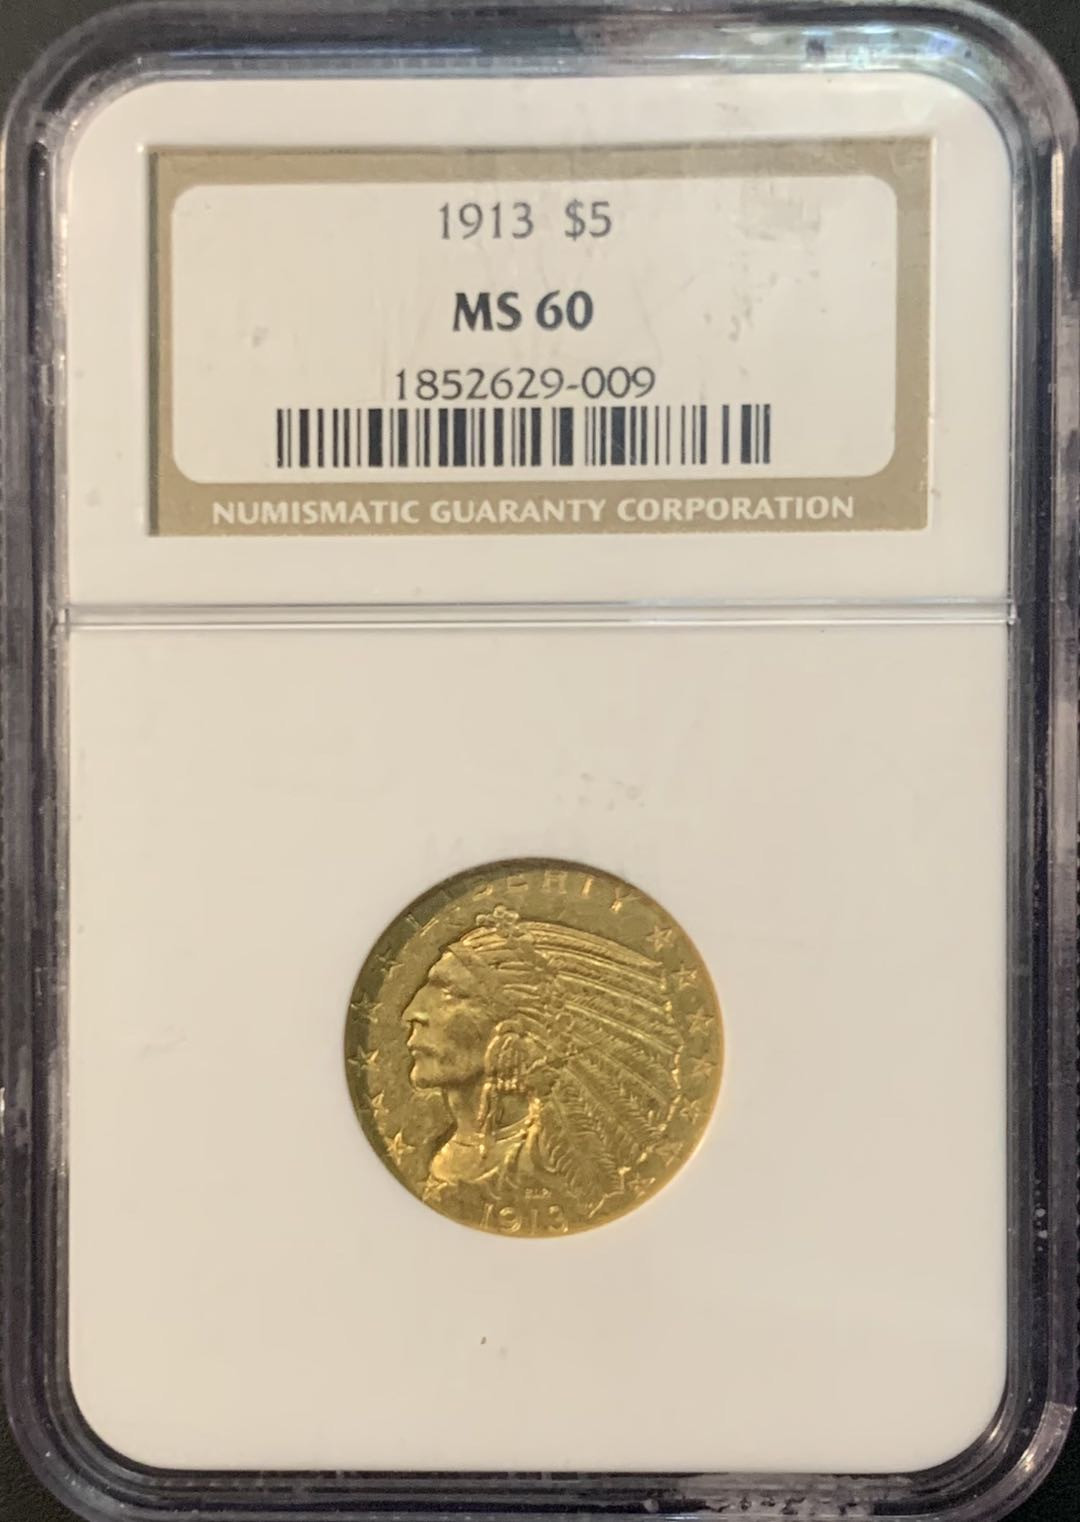 1913 $5
MS 60
1852629-009
NUMISMATIC GUARANTY CORPORATION
LIBERTY
1913